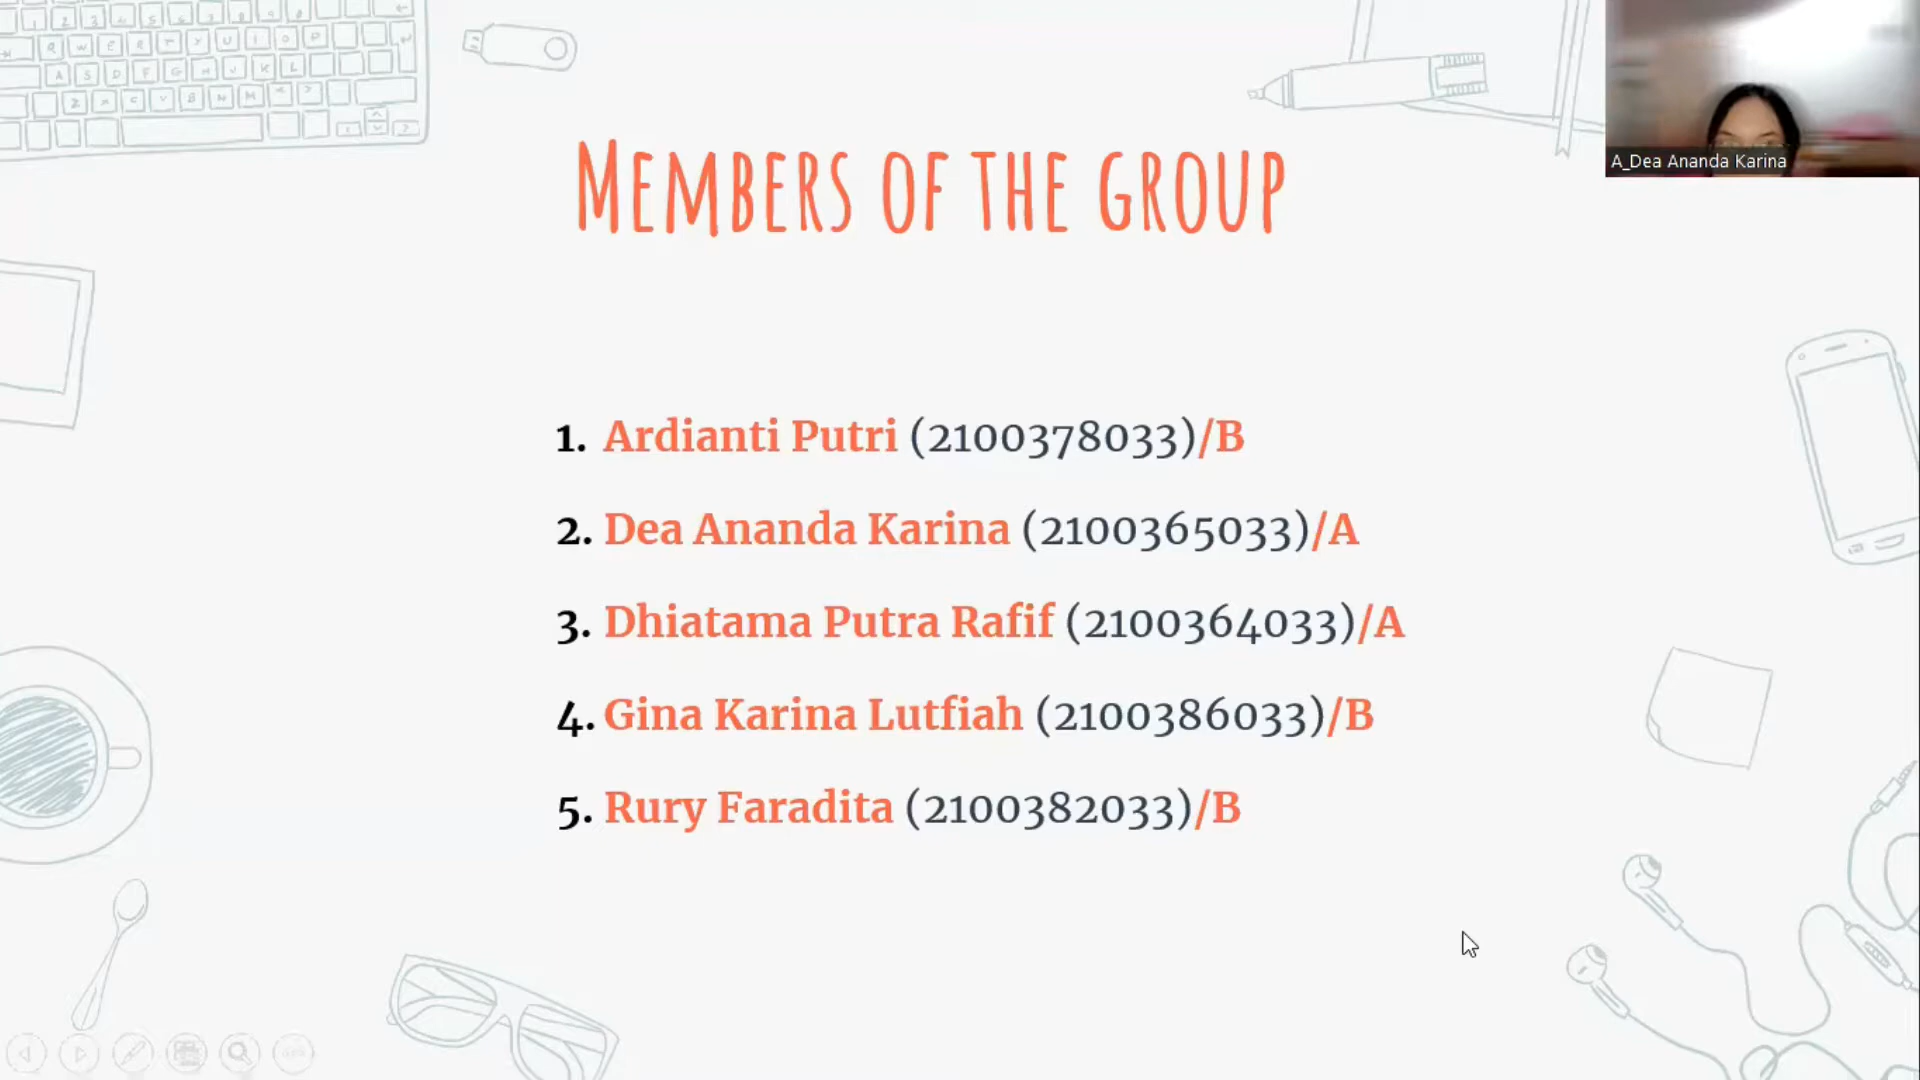 MEMBERS OF THE GROUP
A_Dea Ananda Karina
1. Ardianti Putri (2100378033)/B
2. Dea Ananda Karina (2100365033)/A
3. Dhiatama Putra Rafif (2100364033)/A
4. Gina Karina Lutfiah (2100386033)/B
5. Rury Faradita (2100382033)/B